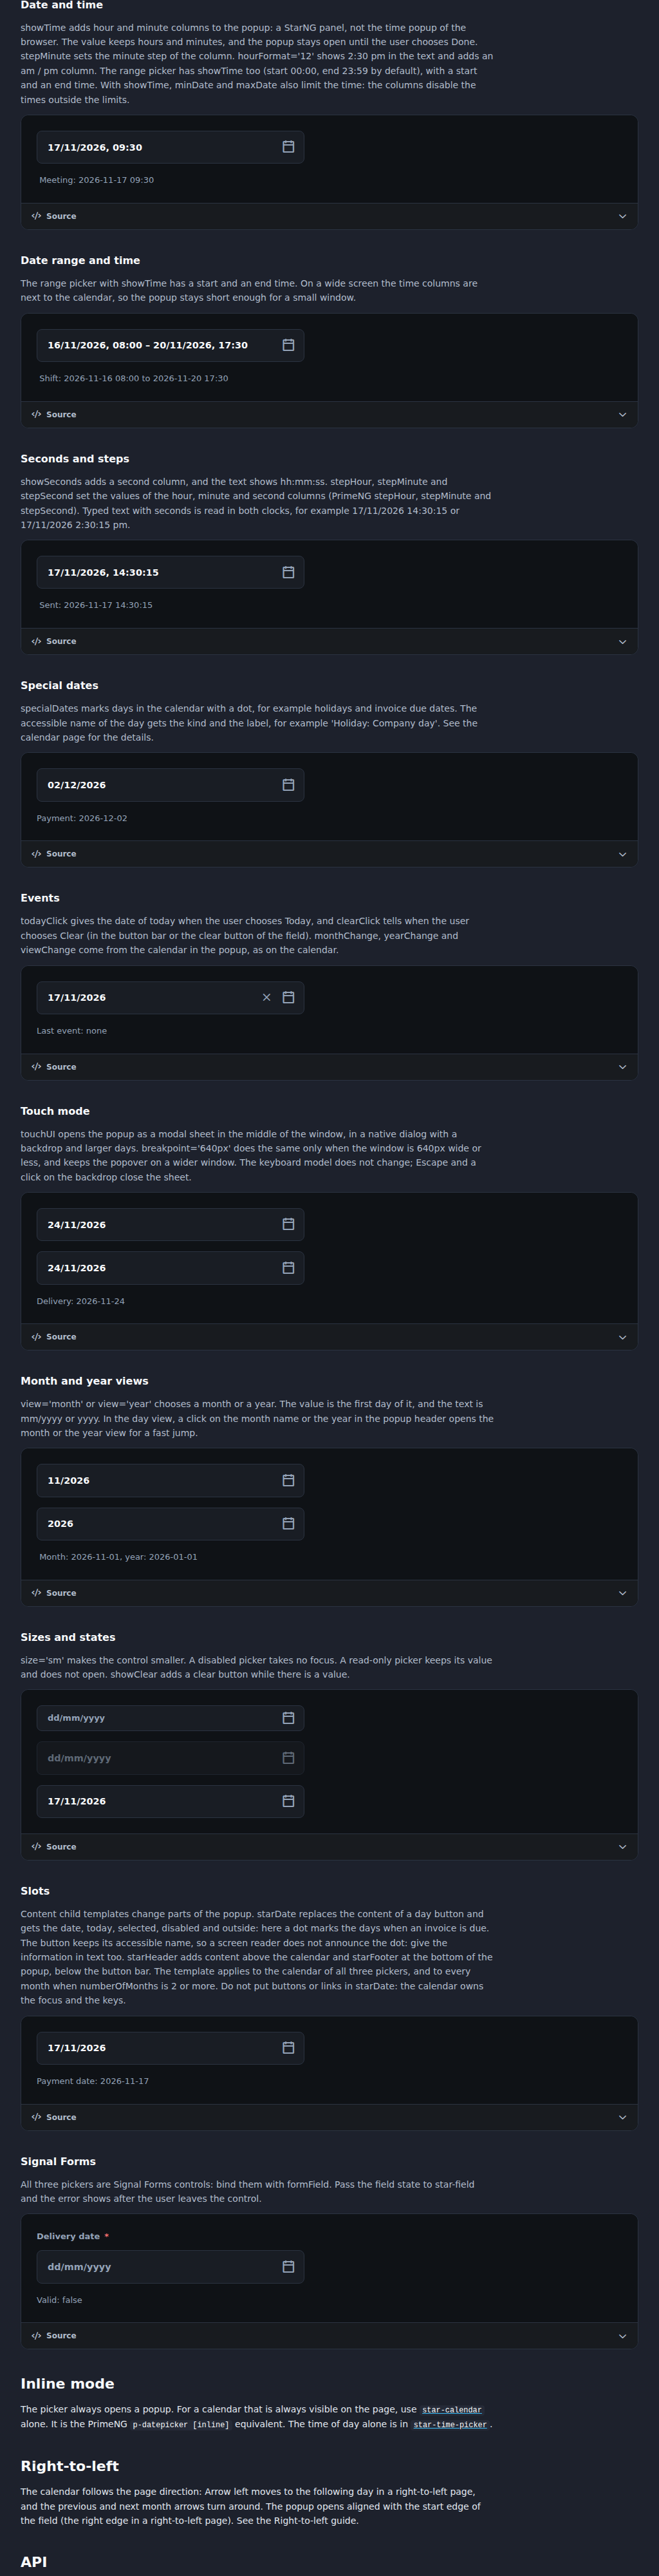 Date and time
showTime adds hour and minute columns to the popup: a StarNG panel, not the time popup of the
browser. The value keeps hours and minutes, and the popup stays open until the user chooses Done.
stepMinute sets the minute step of the column. hourFormat='12' shows 2:30 pm in the text and adds an
am / pm column. The range picker has showTime too (start 00:00, end 23:59 by default), with a start
and an end time. With showTime, minDate and maxDate also limit the time: the columns disable the
times outside the limits.
17/11/2026, 09:30
Meeting: 2026-11-17 09:30
Source
Date range and time
The range picker with showTime has a start and an end time. On a wide screen the time columns are
next to the calendar, so the popup stays short enough for a small window.
16/11/2026, 08:00 – 20/11/2026, 17:30
Shift: 2026-11-16 08:00 to 2026-11-20 17:30
Source
Seconds and steps
showSeconds adds a second column, and the text shows hh:mm:ss. stepHour, stepMinute and
stepSecond set the values of the hour, minute and second columns (PrimeNG stepHour, stepMinute and
stepSecond). Typed text with seconds is read in both clocks, for example 17/11/2026 14:30:15 or
17/11/2026 2:30:15 pm.
17/11/2026, 14:30:15
Sent: 2026-11-17 14:30:15
Source
Special dates
specialDates marks days in the calendar with a dot, for example holidays and invoice due dates. The
accessible name of the day gets the kind and the label, for example 'Holiday: Company day'. See the
calendar page for the details.
02/12/2026
Payment: 2026-12-02
Source
Events
todayClick gives the date of today when the user chooses Today, and clearClick tells when the user
chooses Clear (in the button bar or the clear button of the field). monthChange, yearChange and
viewChange come from the calendar in the popup, as on the calendar.
17/11/2026
Last event: none
Source
Touch mode
touchUI opens the popup as a modal sheet in the middle of the window, in a native dialog with a
backdrop and larger days. breakpoint='640px' does the same only when the window is 640px wide or
less, and keeps the popover on a wider window. The keyboard model does not change; Escape and a
click on the backdrop close the sheet.
24/11/2026
24/11/2026
Delivery: 2026-11-24
Source
Month and year views
view='month' or view='year' chooses a month or a year. The value is the first day of it, and the text is
mm/yyyy or yyyy. In the day view, a click on the month name or the year in the popup header opens the
month or the year view for a fast jump.
11/2026
2026
Month: 2026-11-01, year: 2026-01-01
Source
Sizes and states
size='sm' makes the control smaller. A disabled picker takes no focus. A read-only picker keeps its value
and does not open. showClear adds a clear button while there is a value.
dd/mm/yyyy
dd/mm/yyyy
17/11/2026
Source
Slots
Content child templates change parts of the popup. starDate replaces the content of a day button and
gets the date, today, selected, disabled and outside: here a dot marks the days when an invoice is due.
The button keeps its accessible name, so a screen reader does not announce the dot: give the
information in text too. starHeader adds content above the calendar and starFooter at the bottom of the
popup, below the button bar. The template applies to the calendar of all three pickers, and to every
month when numberOfMonths is 2 or more. Do not put buttons or links in starDate: the calendar owns
the focus and the keys.
17/11/2026
Payment date: 2026-11-17
Source
Signal Forms
All three pickers are Signal Forms controls: bind them with formField. Pass the field state to star-field
and the error shows after the user leaves the control.
Delivery date *
dd/mm/yyyy
Valid: false
Source
Inline mode
The picker always opens a popup. For a calendar that is always visible on the page, use star-calendar
alone. It is the PrimeNG p-datepicker [inline] equivalent. The time of day alone is in star-time-picker.
Right-to-left
The calendar follows the page direction: Arrow left moves to the following day in a right-to-left page,
and the previous and next month arrows turn around. The popup opens aligned with the start edge of
the field (the right edge in a right-to-left page). See the Right-to-left guide.
API